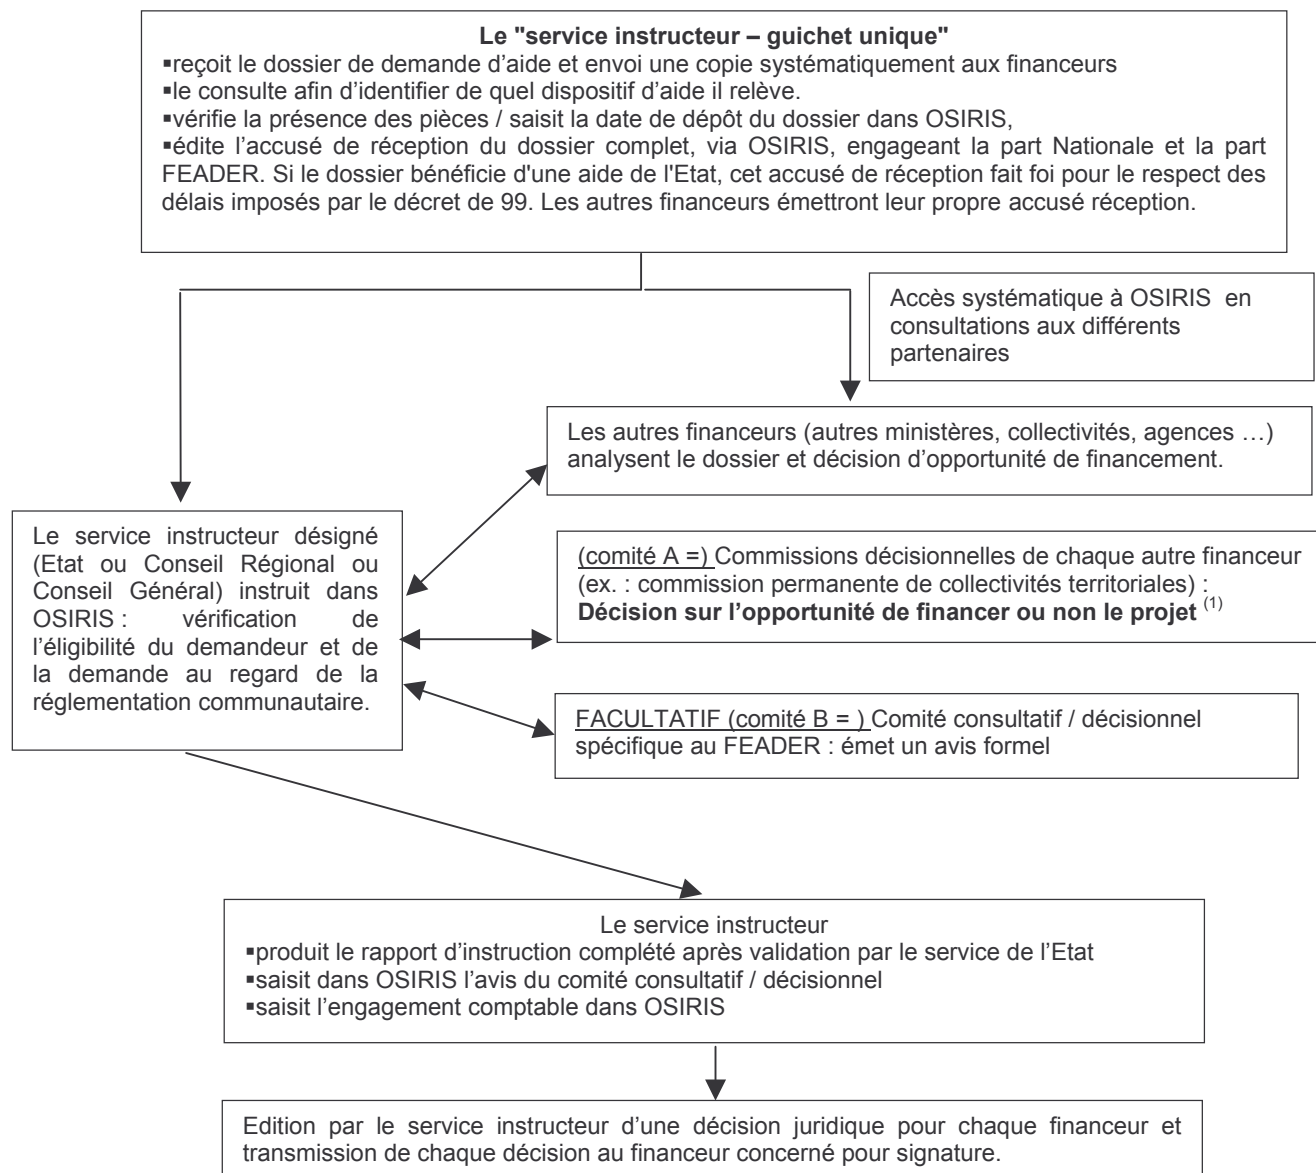 Le "service instructeur – guichet unique"
▪reçoit le dossier de demande d’aide et envoi une copie systématiquement aux financeurs
▪le consulte afin d’identifier de quel dispositif d’aide il relève.
▪vérifie la présence des pièces / saisit la date de dépôt du dossier dans OSIRIS,
▪édite l’accusé de réception du dossier complet, via OSIRIS, engageant la part Nationale et la part
FEADER. Si le dossier bénéficie d'une aide de l'Etat, cet accusé de réception fait foi pour le respect des
délais imposés par le décret de 99. Les autres financeurs émettront leur propre accusé réception.
Accès systématique à OSIRIS en
consultations aux différents
partenaires
Les autres financeurs (autres ministères, collectivités, agences …)
analysent le dossier et décision d’opportunité de financement.
Le service instructeur désigné
(Etat ou Conseil Régional ou
Conseil Général) instruit dans
OSIRIS : vérification de
l’éligibilité du demandeur et de
la demande au regard de la
réglementation communautaire.
(comité A =) Commissions décisionnelles de chaque autre financeur
(ex. : commission permanente de collectivités territoriales) :
Décision sur l’opportunité de financer ou non le projet (1)
FACULTATIF (comité B = ) Comité consultatif / décisionnel
spécifique au FEADER : émet un avis formel
Le service instructeur
▪produit le rapport d’instruction complété après validation par le service de l’Etat
▪saisit dans OSIRIS l’avis du comité consultatif / décisionnel
▪saisit l’engagement comptable dans OSIRIS
Edition par le service instructeur d’une décision juridique pour chaque financeur et
transmission de chaque décision au financeur concerné pour signature.